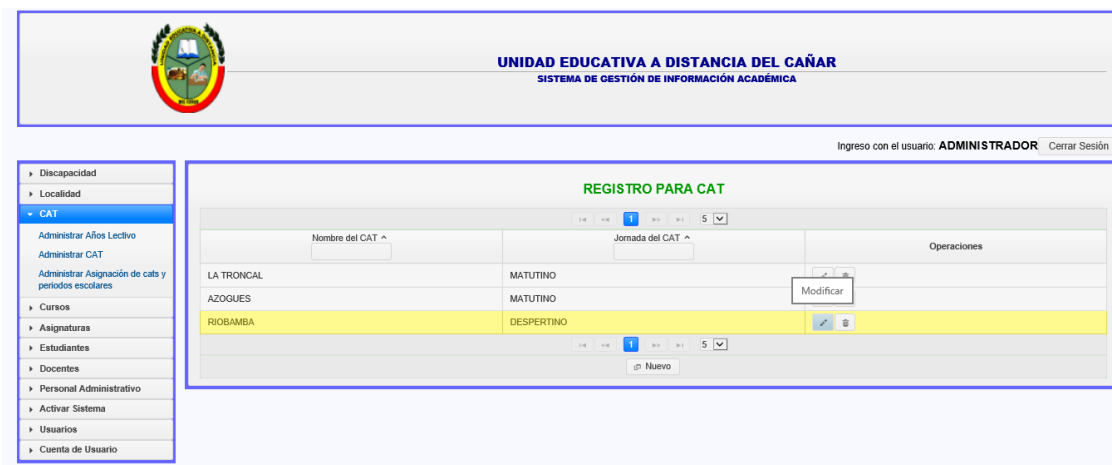 UNIDAD EDUCATIVA A DISTANCIA DEL CAÑAR
SISTEMA DE GESTIÓN DE INFORMACIÓN ACADÉMICA
Ingreso con el usuario: ADMINISTRADOR Cerrar Sesión
Discapacidad
Localidad
CAT
Administrar Años Lectivo
Administrar CAT
Administrar Asignación de cats y
periodos escolares
Cursos
Asignaturas
Estudiantes
Docentes
Personal Administrativo
Activar Sistema
Usuarios
Cuenta de Usuario
REGISTRO PARA CAT
1 5
Nombre del CAT Jornada del CAT Operaciones
LA TRONCAL MATUTINO
Modificar
AZOGUES MATUTINO
RIOBAMBA DESPERTINO
1 5
Nuevo